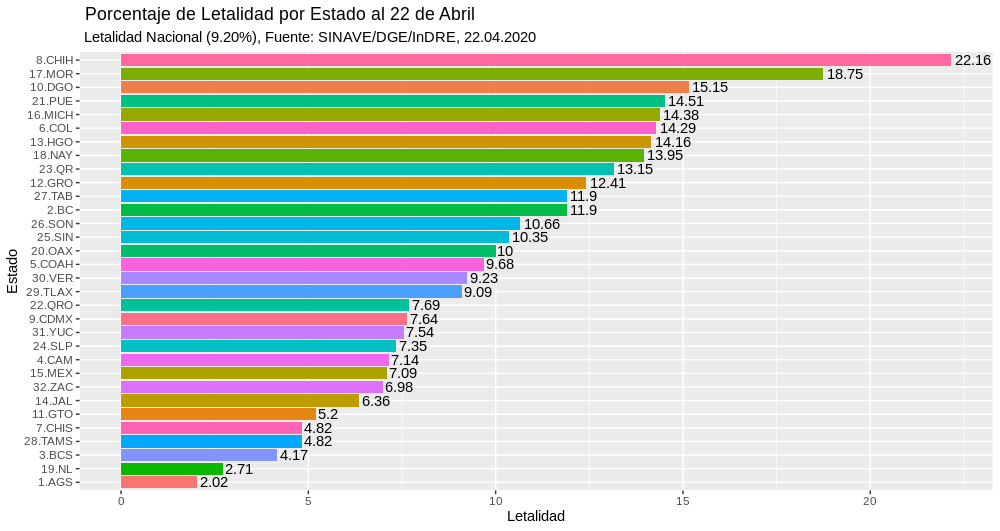 Porcentaje de Letalidad por Estado al 22 de Abril
Letalidad Nacional (9.20%), Fuente: SINAVE/DGE/InDRE, 22.04.2020
Estado
8.CHIH 22.16
17.MOR 18.75
10.DGO 15.15
21.PUE 14.51
16.MICH 14.38
6.COL 14.29
13.HGO 14.16
18.NAY 13.95
23.QR 13.15
12.GRO 12.41
27.TAB 11.9
2.BC 11.9
26.SON 10.66
25.SIN 10.35
20.OAX 10
5.COAH 9.68
30.VER 9.23
29.TLAX 9.09
22.QRO 7.69
9.CDMX 7.64
31.YUC 7.54
24.SLP 7.35
4.CAM 7.14
15.MEX 7.09
32.ZAC 6.98
14.JAL 6.36
11.GTO 5.2
7.CHIS 4.82
28.TAMS 4.82
3.BCS 4.17
19.NL 2.71
1.AGS 2.02
0 5 10 15 20
Letalidad